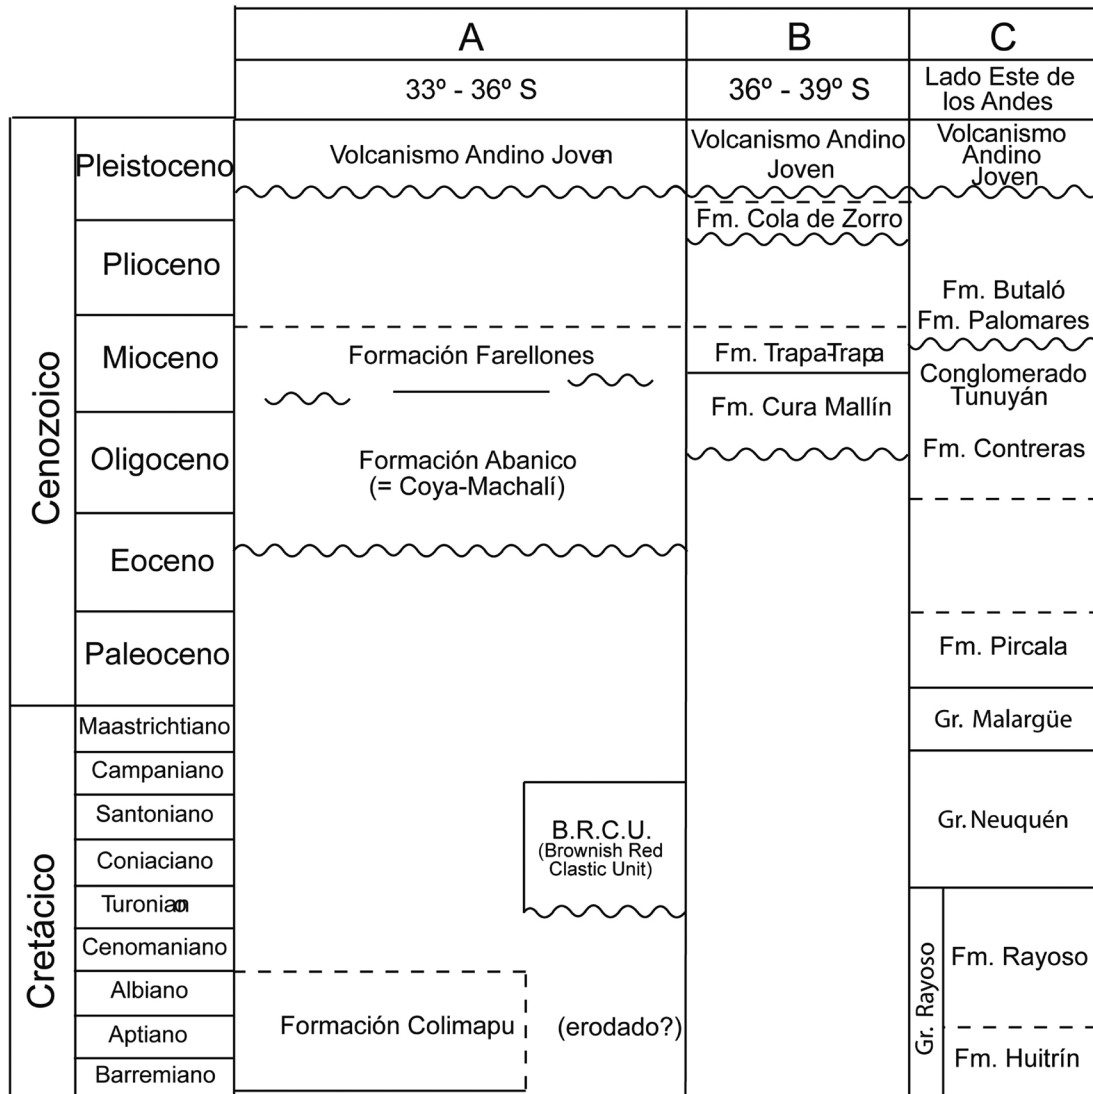 A
B
C
33º - 36º S
36º - 39º S
Lado Este de
los Andes
Cenozoico
Pleistoceno
Plioceno
Mioceno
Oligoceno
Eoceno
Paleoceno
Cretácico
Maastrichtiano
Campaniano
Santoniano
Coniaciano
Turoniano
Cenomaniano
Albiano
Aptiano
Barremiano
Volcanismo Andino Joven
Formación Farellones
Formación Abanico
(= Coya-Machalí)
B.R.C.U.
(Brownish Red
Clastic Unit)
Formación Colimapu
(erodado?)
Volcanismo Andino
Joven
Fm. Cola de Zorro
Fm. Trapa-Trapa
Fm. Cura Mallín
Volcanismo
Andino
Joven
Fm. Butaló
Fm. Palomares
Conglomerado
Tunuyán
Fm. Contreras
Fm. Pircala
Gr. Malargüe
Gr. Neuquén
Gr. Rayoso
Fm. Rayoso
Fm. Huitrín